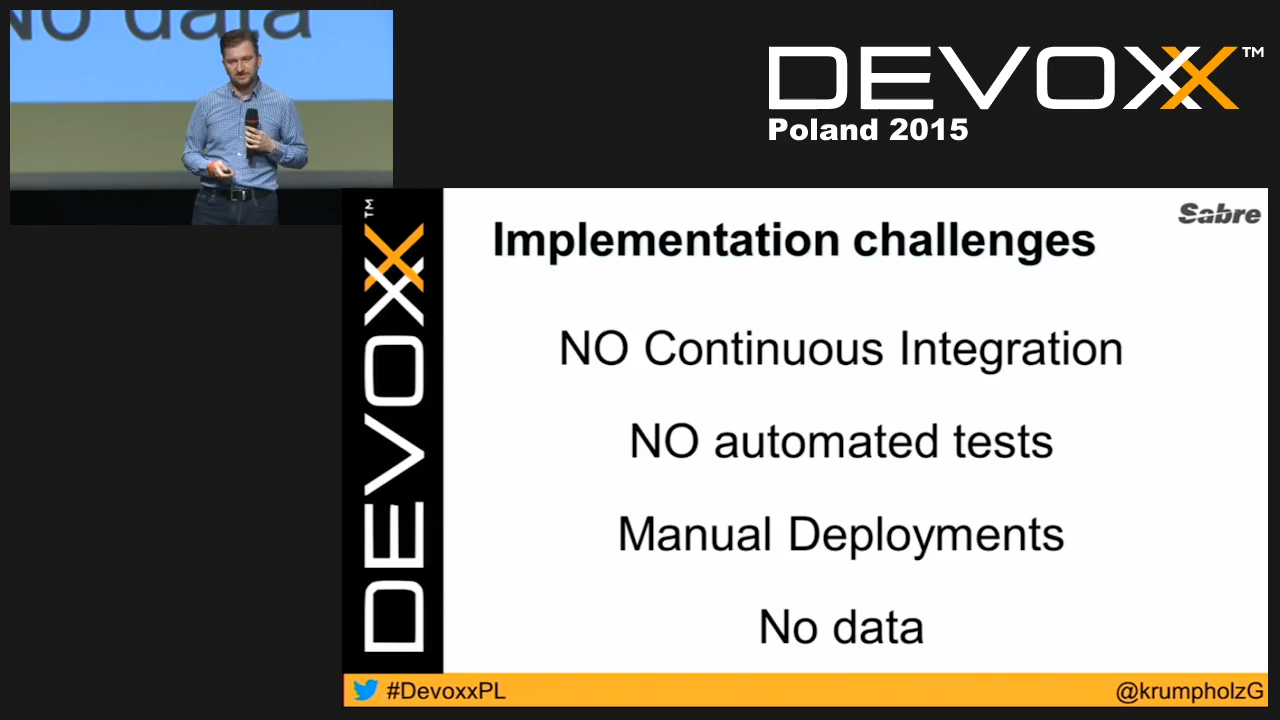 No data
DEVOXX™
Poland 2015
DEVOXX™
Sabre
Implementation challenges
NO Continuous Integration
NO automated tests
Manual Deployments
No data
#DevoxxPL
@krumpholzG